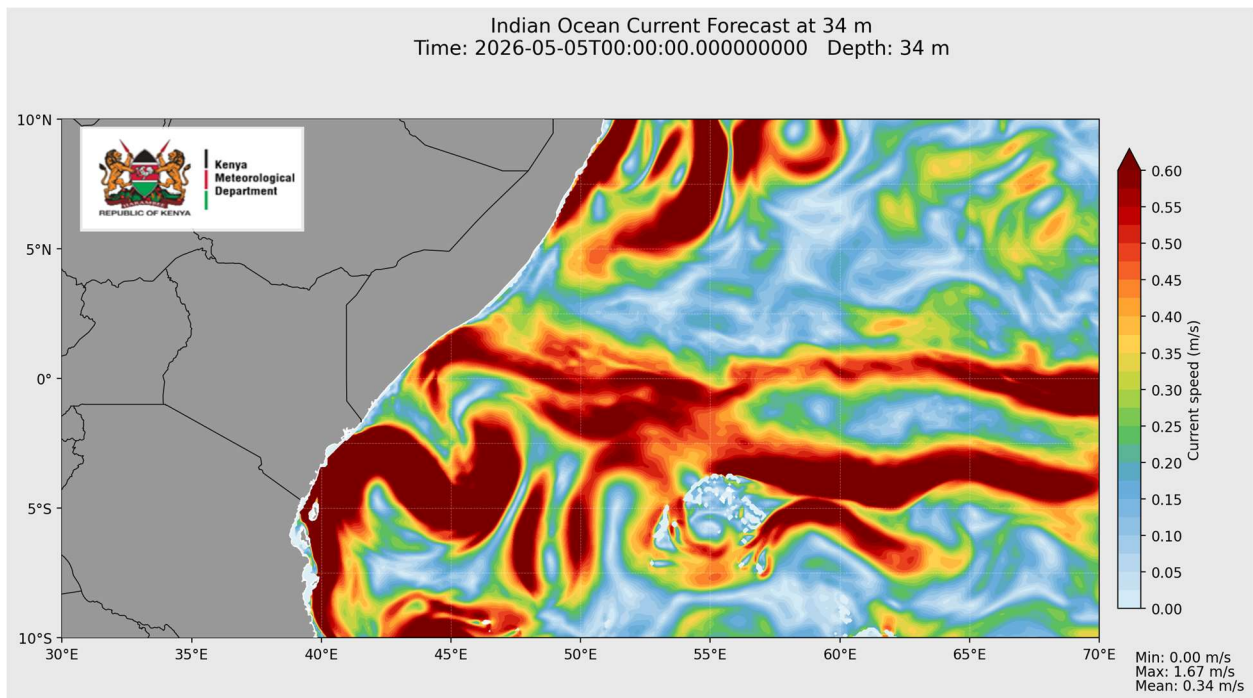 Indian Ocean Current Forecast at 34 m
Time: 2026-05-05T00:00:00.000000000   Depth: 34 m
10°N
5°N
0°
5°S
10°S
Kenya
Meteorological
Department
REPUBLIC OF KENYA
30°E 35°E 40°E 45°E 50°E 55°E 60°E 65°E 70°E
0.60
0.55
0.50
0.45
0.40
0.35
0.30
0.25
0.20
0.15
0.10
0.05
0.00
Current speed (m/s)
Min: 0.00 m/s
Max: 1.67 m/s
Mean: 0.34 m/s